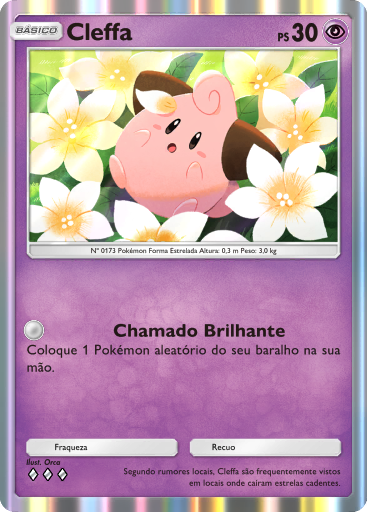 BÁSICO Cleffa PS 30
Nº 0173 Pokémon Forma Estrelada Altura: 0,3 m Peso: 3,0 kg
Chamado Brilhante
Coloque 1 Pokémon aleatório do seu baralho na sua
mão.
Fraqueza Recuo
Ilust. Orca
Segundo rumores locais, Cleffa são frequentemente vistos
em locais onde caíram estrelas cadentes.